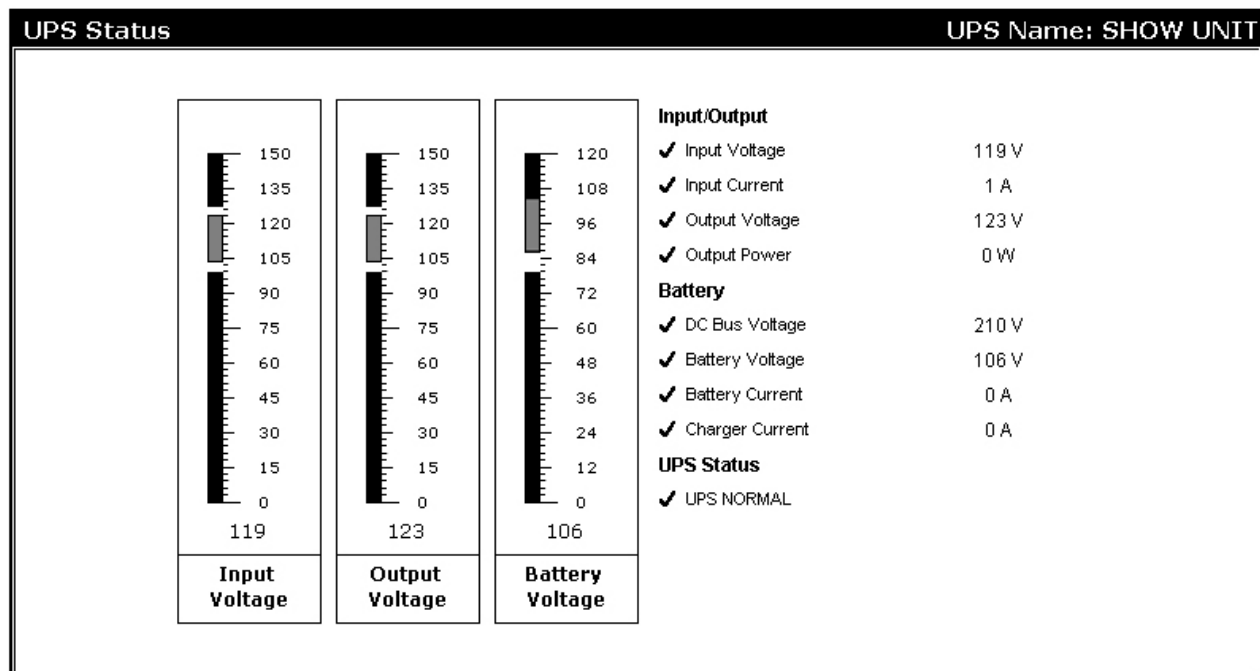 UPS Status
UPS Name: SHOW UNIT
150
135
120
105
90
75
60
45
30
15
0
119
Input
Voltage
150
135
120
105
90
75
60
45
30
15
0
123
Output
Voltage
120
108
96
84
72
60
48
36
24
12
0
106
Battery
Voltage
Input/Output
Input Voltage 119 V
Input Current 1 A
Output Voltage 123 V
Output Power 0 W
Battery
DC Bus Voltage 210 V
Battery Voltage 106 V
Battery Current 0 A
Charger Current 0 A
UPS Status
UPS NORMAL